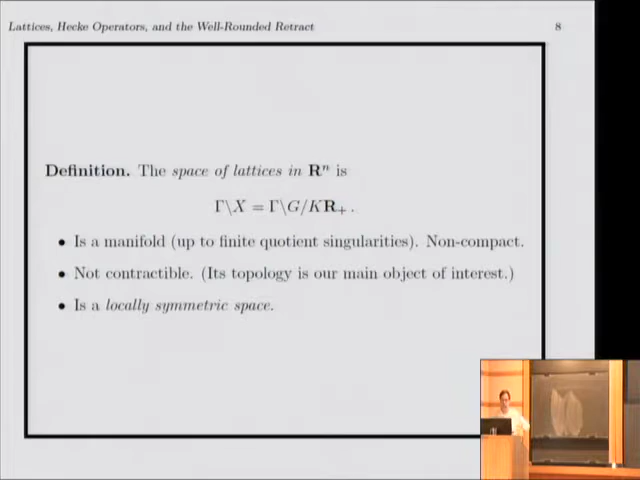 Lattices, Hecke Operators, and the Well-Rounded Retract 8
Definition. The space of lattices in Rⁿ is
Γ\X = Γ\G/KR₊ .
• Is a manifold (up to finite quotient singularities). Non-compact.
• Not contractible. (Its topology is our main object of interest.)
• Is a locally symmetric space.